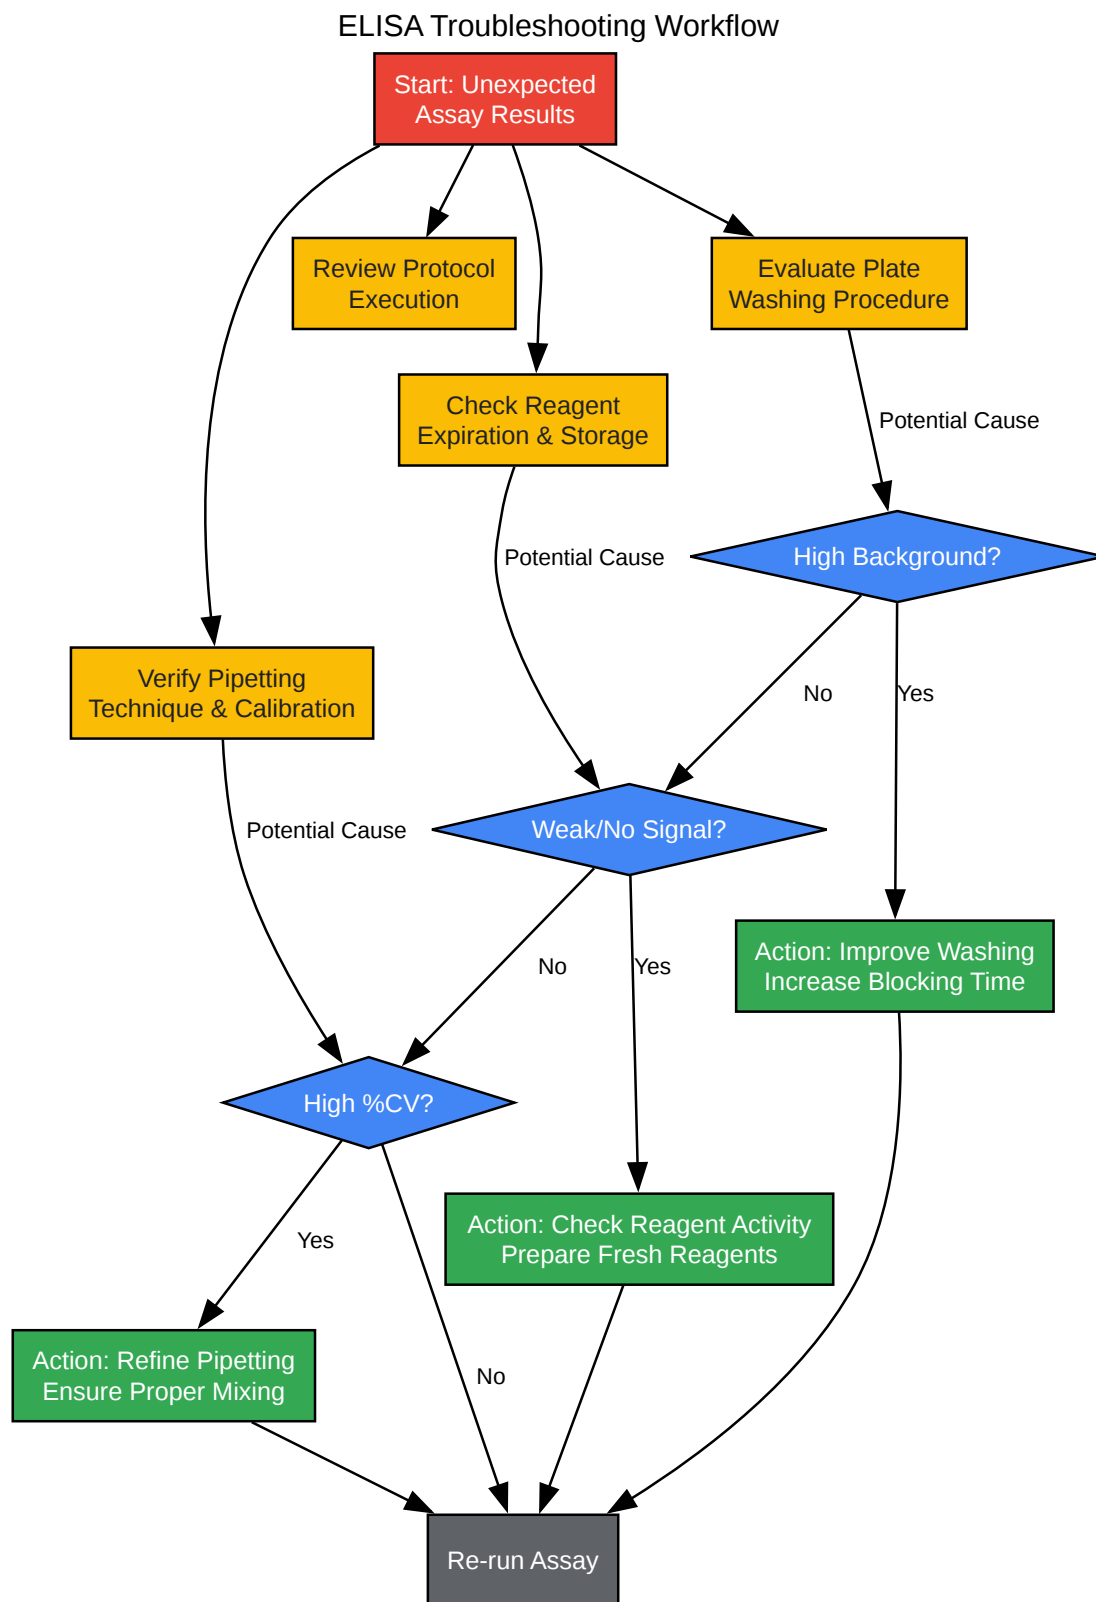 ELISA Troubleshooting Workflow
Start: Unexpected
Assay Results
Review Protocol
Execution
Evaluate Plate
Washing Procedure
Check Reagent
Expiration & Storage
Potential Cause
Potential Cause
High Background?
Verify Pipetting
Technique & Calibration
No
Yes
Potential Cause
Weak/No Signal?
Action: Improve Washing
Increase Blocking Time
No
Yes
High %CV?
Action: Check Reagent Activity
Prepare Fresh Reagents
Yes
Action: Refine Pipetting
Ensure Proper Mixing
No
Re-run Assay